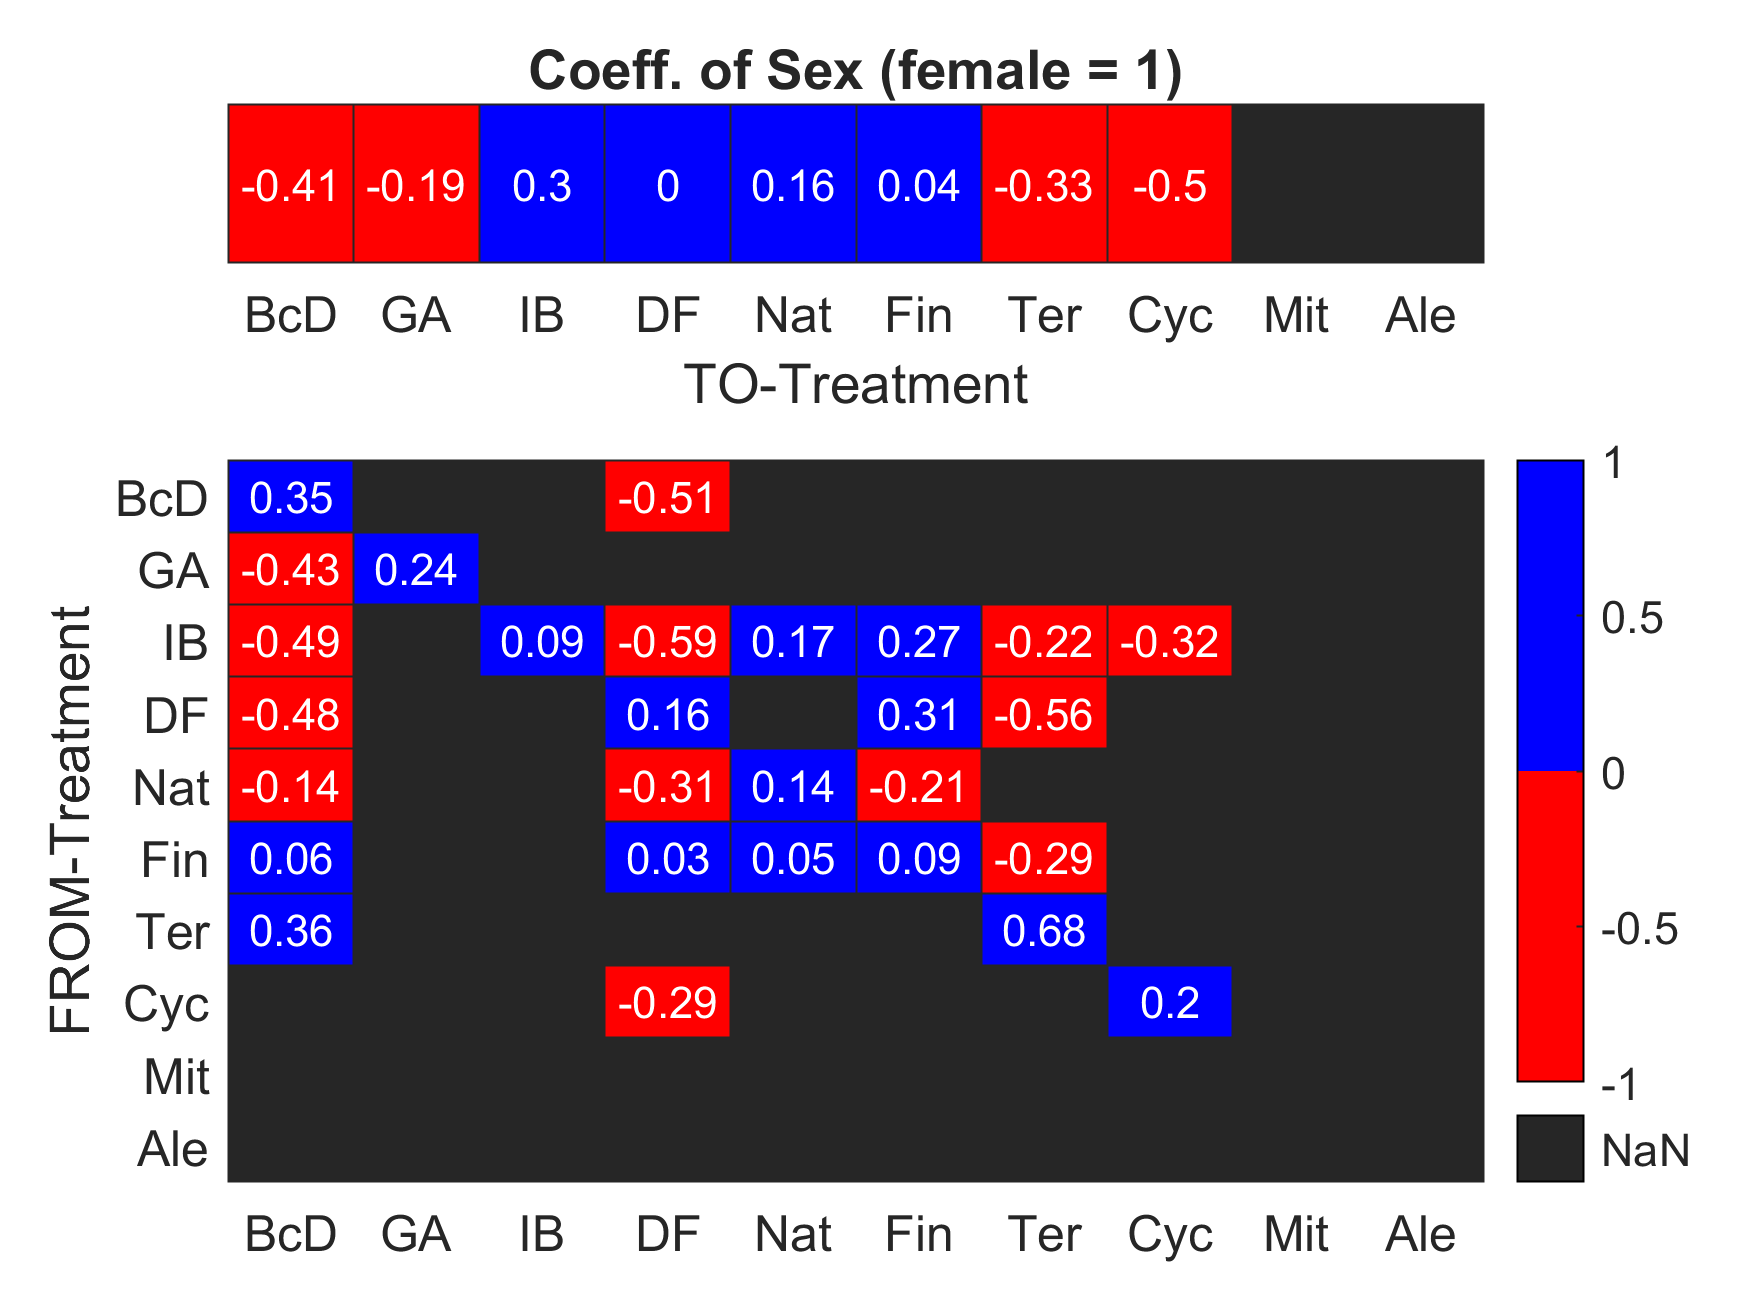 Coeff. of Sex (female = 1)
-0.41 -0.19 0.3 0 0.16 0.04 -0.33 -0.5
BcD GA IB DF Nat Fin Ter Cyc Mit Ale
TO-Treatment
FROM-Treatment
BcD 0.35 -0.51
GA -0.43 0.24
IB -0.49 0.09 -0.59 0.17 0.27 -0.22 -0.32
DF -0.48 0.16 0.31 -0.56
Nat -0.14 -0.31 0.14 -0.21
Fin 0.06 0.03 0.05 0.09 -0.29
Ter 0.36 0.68
Cyc -0.29 0.2
Mit
Ale
BcD GA IB DF Nat Fin Ter Cyc Mit Ale
1
0.5
0
-0.5
-1
NaN